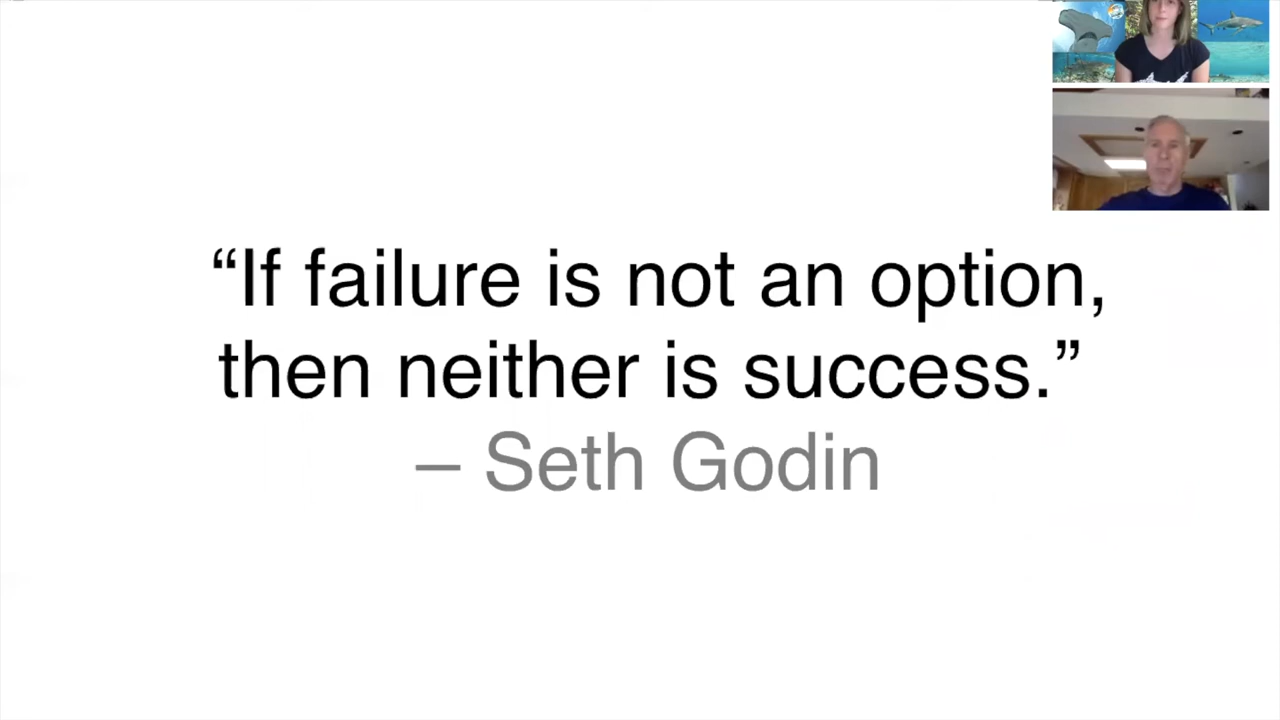 “If failure is not an option,
then neither is success.”
– Seth Godin